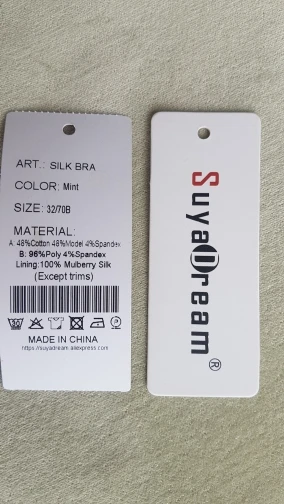 ART.: SILK BRA
COLOR: Mint
SIZE: 32/70B
MATERIAL:
A: 48%Cotton 48%Model 4%Spandex
B: 96%Poly 4%Spandex
Lining:100% Mulberry Silk
(Except trims)
MADE IN CHINA
https://suyadream.aliexpress.com
SuyaDream®